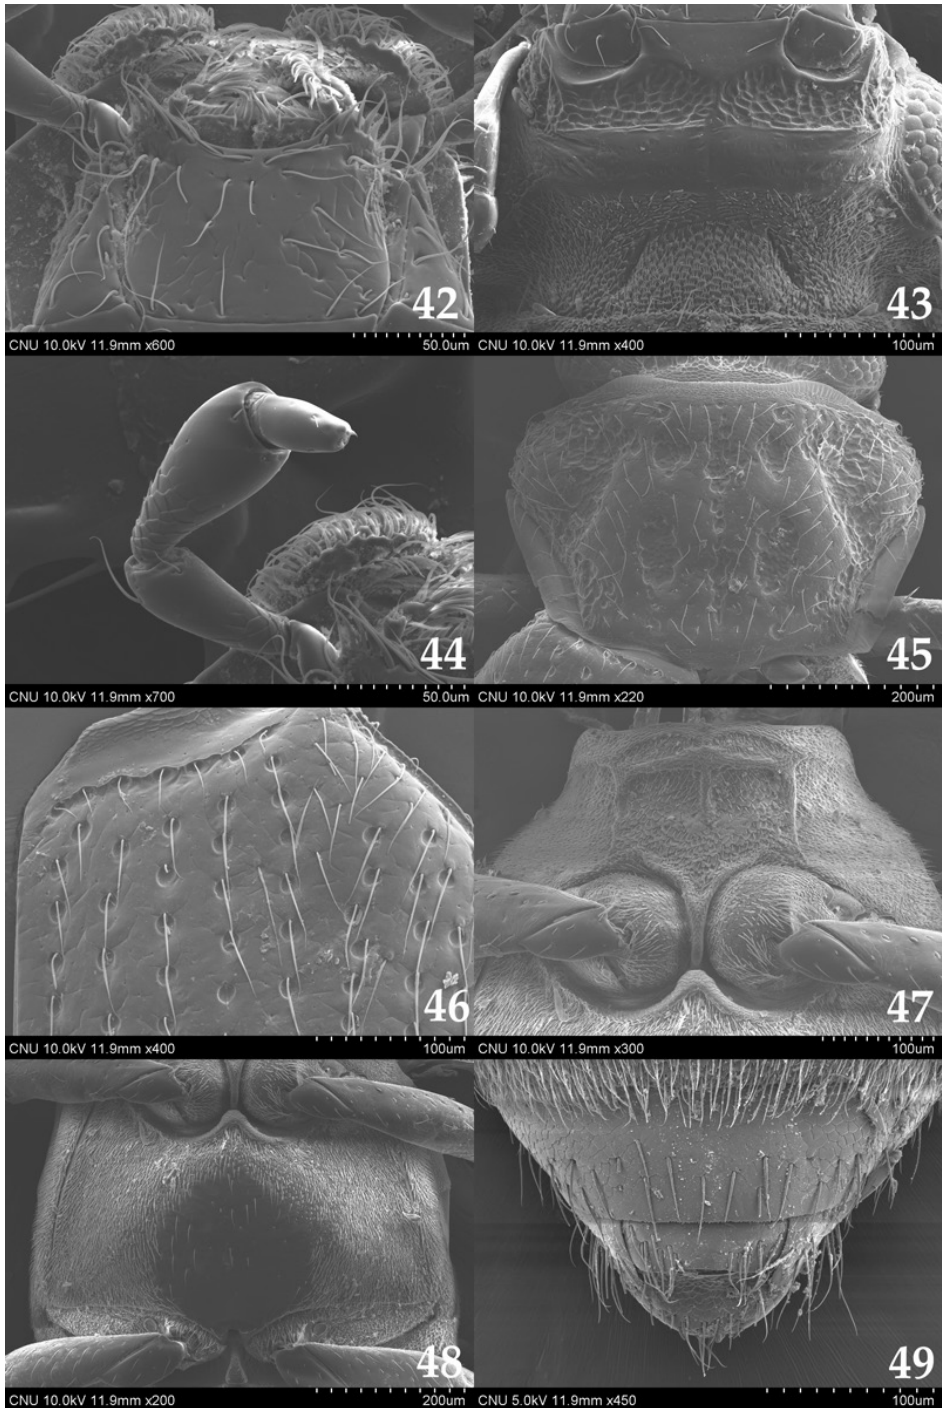 42
CNU 10.0kV 11.9mm x600 50.0um
43
CNU 10.0kV 11.9mm x400 100um
44
CNU 10.0kV 11.9mm x700 50.0um
45
CNU 10.0kV 11.9mm x220 200um
46
CNU 10.0kV 11.9mm x400 100um
47
CNU 10.0kV 11.9mm x300 100um
48
CNU 10.0kV 11.9mm x200 200um
49
CNU 5.0kV 11.9mm x450 100um